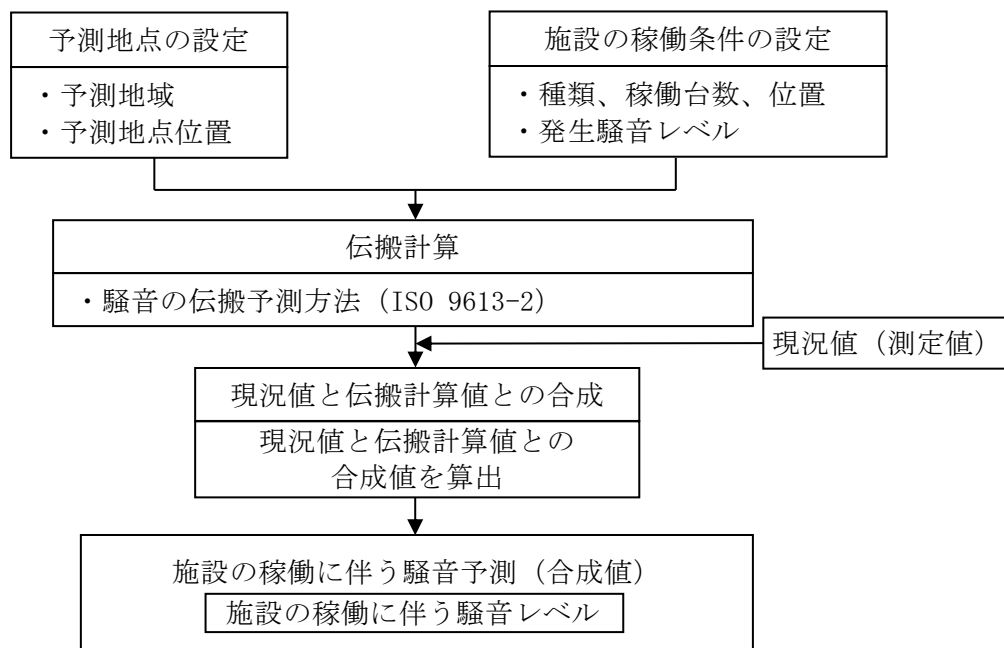 予測地点の設定
・予測地域
・予測地点位置
施設の稼働条件の設定
・種類、稼働台数、位置
・発生騒音レベル
伝搬計算
・騒音の伝搬予測方法（ISO 9613-2）
現況値（測定値）
現況値と伝搬計算値との合成
現況値と伝搬計算値との
合成値を算出
施設の稼働に伴う騒音予測（合成値）
施設の稼働に伴う騒音レベル